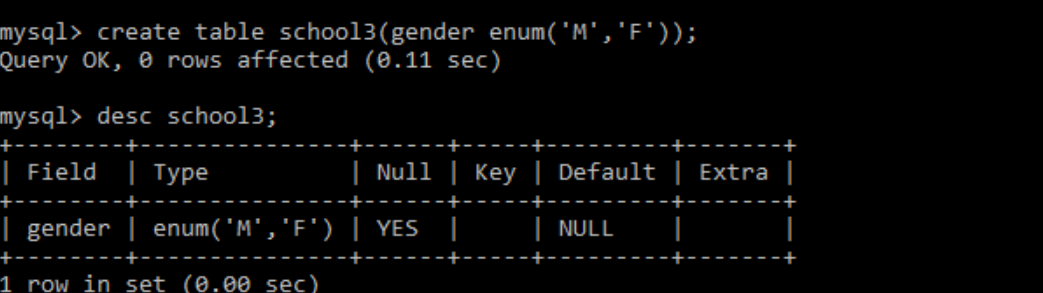 mysql> create table school3(gender enum('M','F'));
Query OK, 0 rows affected (0.11 sec)
mysql> desc school3;
+--------+---------------+------+-----+---------+-------+
| Field  | Type          | Null | Key | Default | Extra |
+--------+---------------+------+-----+---------+-------+
| gender | enum('M','F') | YES  |     | NULL    |       |
+--------+---------------+------+-----+---------+-------+
1 row in set (0.00 sec)